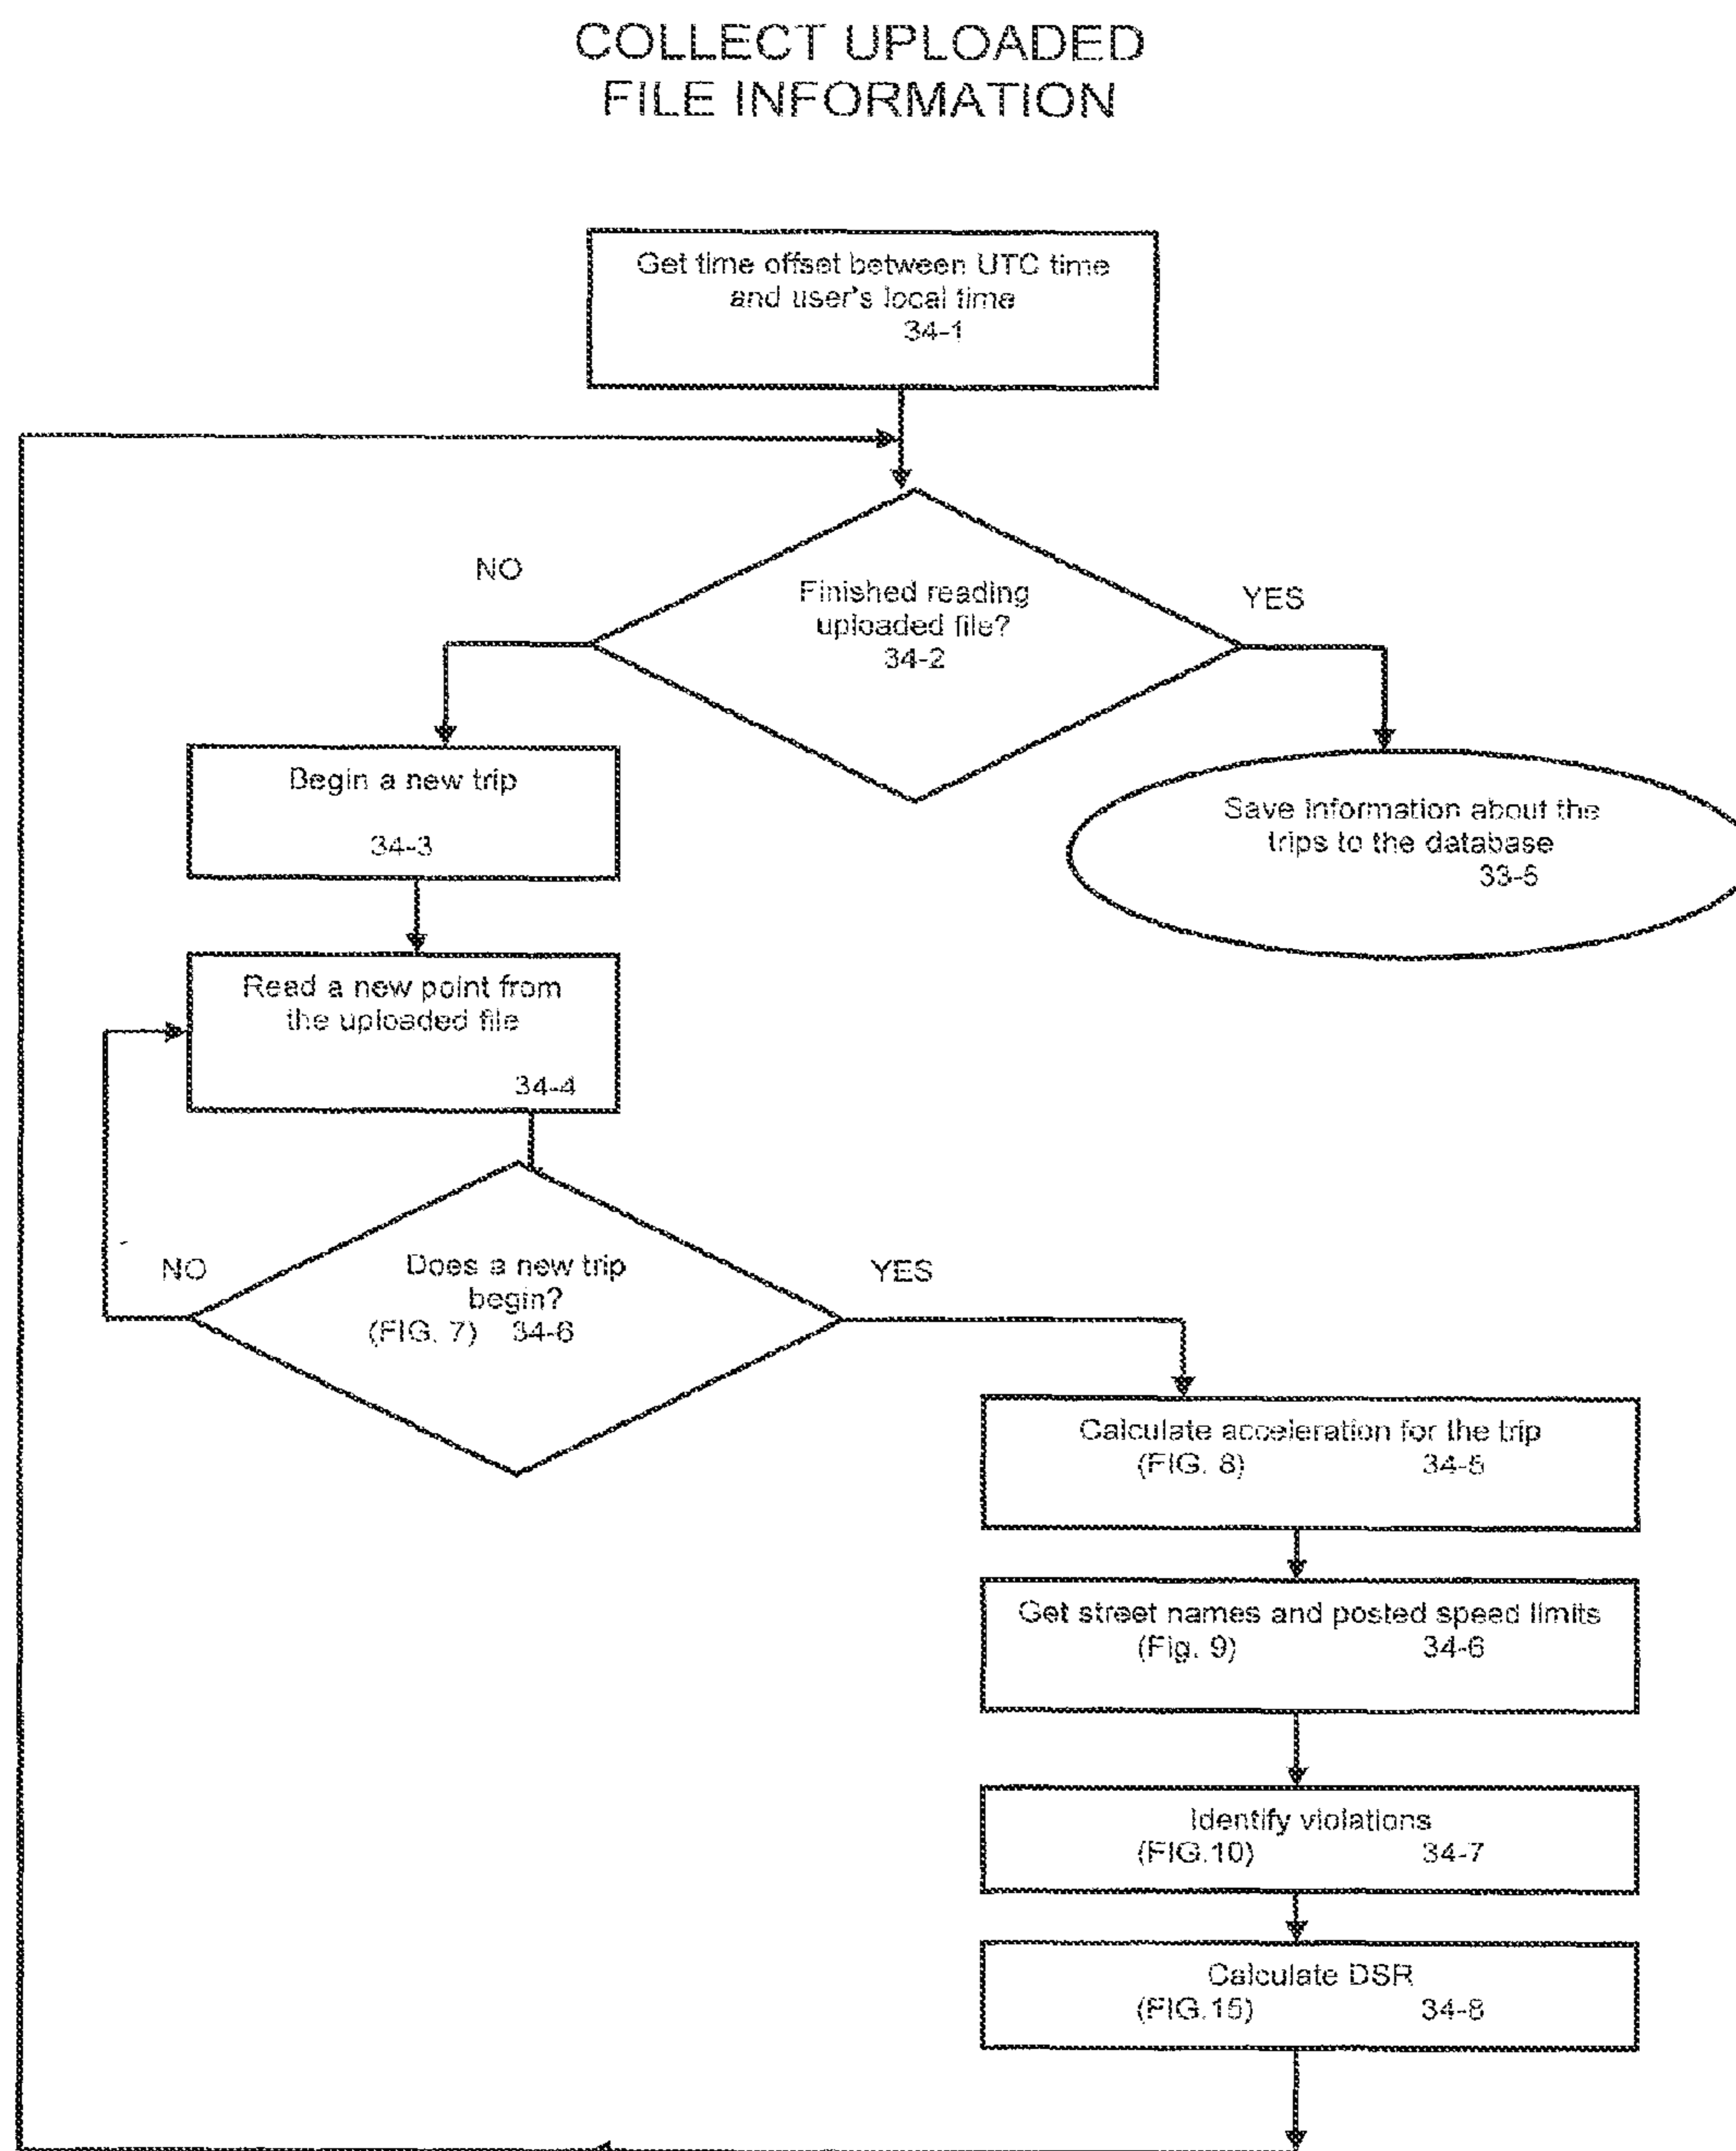 COLLECT UPLOADED
FILE INFORMATION
Get time offset between UTC time
and user's local time
34-1
NO
Finished reading
uploaded file?
34-2
YES
Begin a new trip
34-3
Save information about the
trips to the database
33-5
Read a new point from
the uploaded file
34-4
NO
Does a new trip
begin?
(FIG. 7) 34-6
YES
Calculate acceleration for the trip
(FIG. 8) 34-5
Get street names and posted speed limits
(Fig. 9) 34-6
Identify violations
(FIG.10) 34-7
Calculate DSR
(FIG.15) 34-8